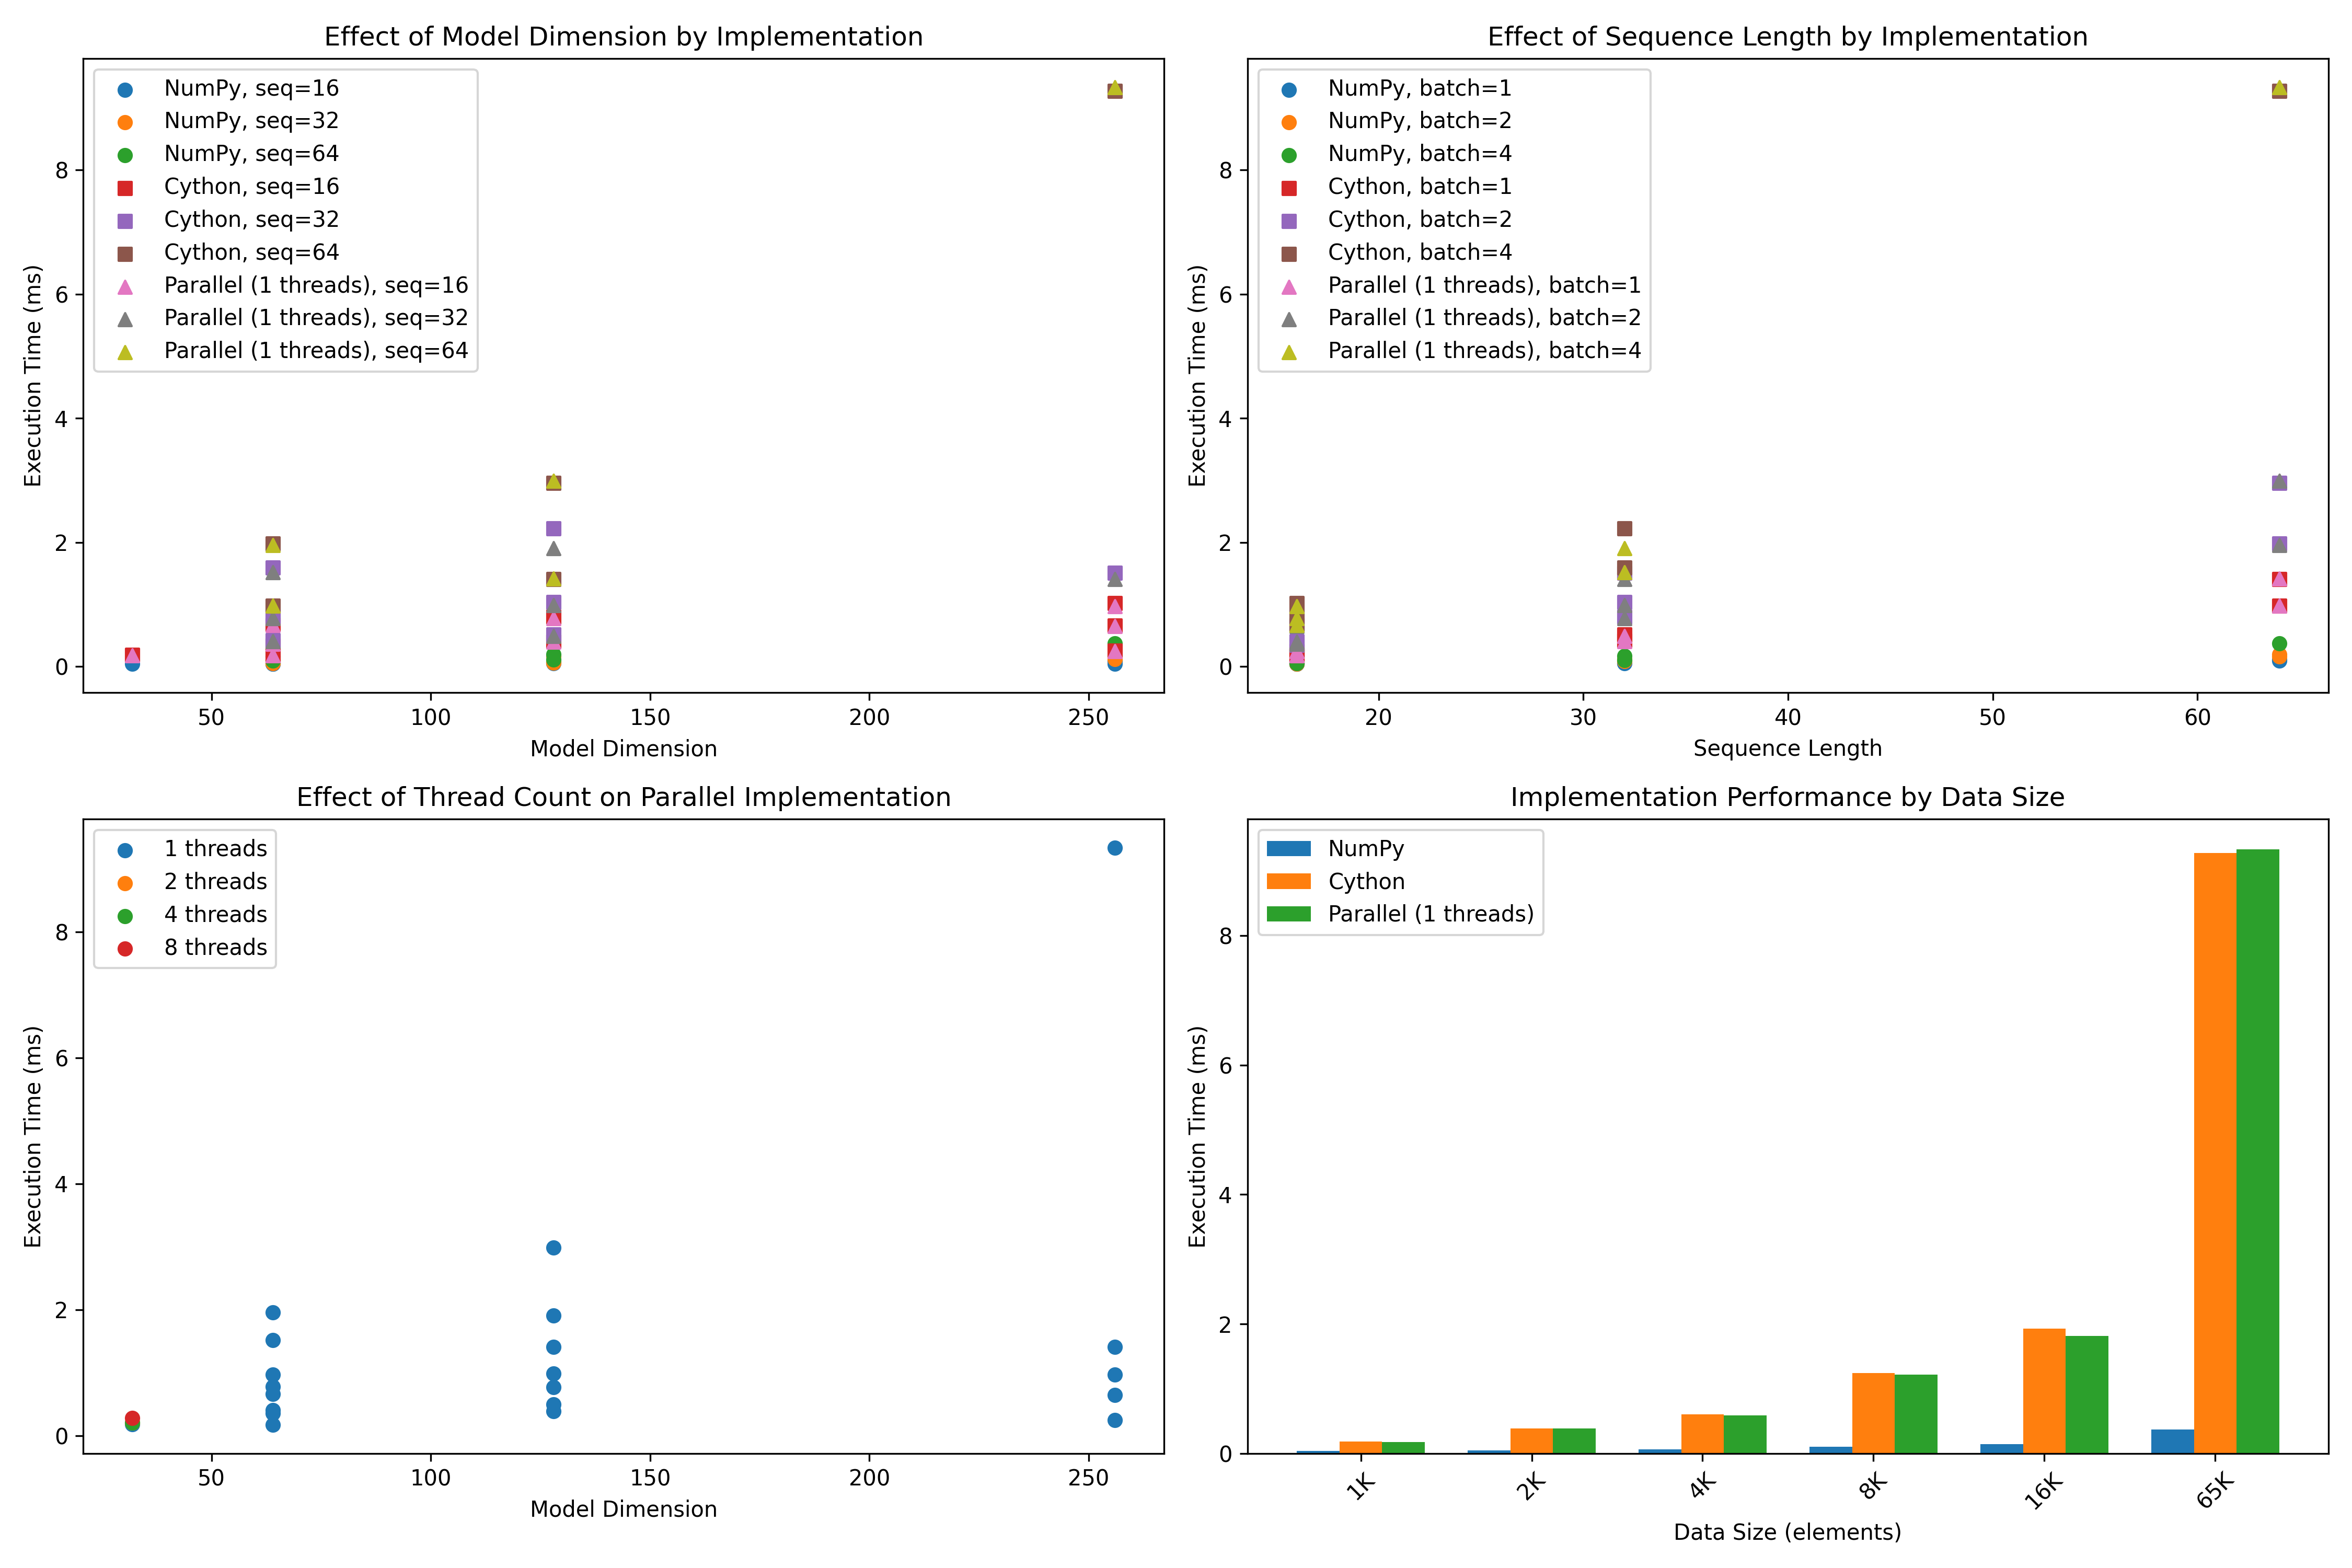 Effect of Model Dimension by Implementation
Execution Time (ms)
8
6
4
2
0
NumPy, seq=16
NumPy, seq=32
NumPy, seq=64
Cython, seq=16
Cython, seq=32
Cython, seq=64
Parallel (1 threads), seq=16
Parallel (1 threads), seq=32
Parallel (1 threads), seq=64
50 100 150 200 250
Model Dimension
Effect of Sequence Length by Implementation
Execution Time (ms)
8
6
4
2
0
NumPy, batch=1
NumPy, batch=2
NumPy, batch=4
Cython, batch=1
Cython, batch=2
Cython, batch=4
Parallel (1 threads), batch=1
Parallel (1 threads), batch=2
Parallel (1 threads), batch=4
20 30 40 50 60
Sequence Length
Effect of Thread Count on Parallel Implementation
Execution Time (ms)
8
6
4
2
0
1 threads
2 threads
4 threads
8 threads
50 100 150 200 250
Model Dimension
Implementation Performance by Data Size
Execution Time (ms)
8
6
4
2
0
NumPy
Cython
Parallel (1 threads)
1K 2K 4K 8K 16K 65K
Data Size (elements)